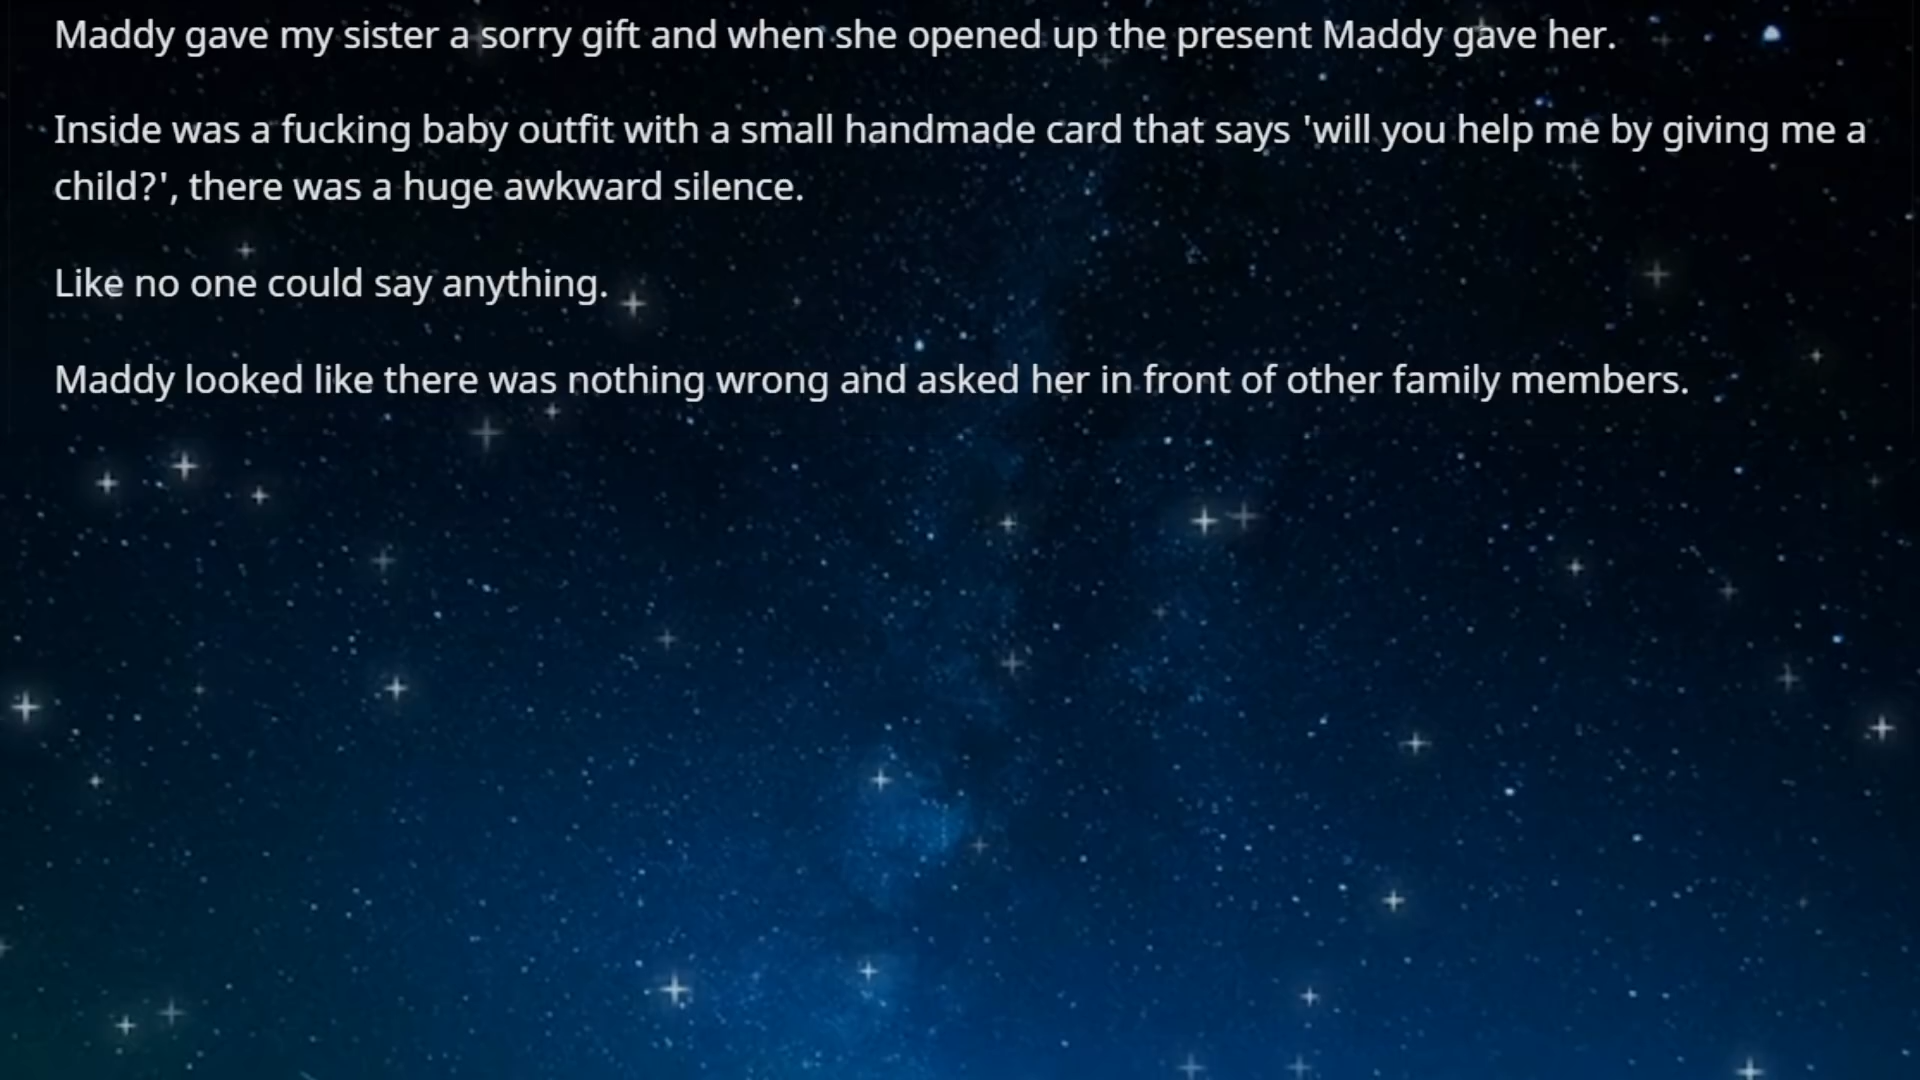 Maddy gave my sister a sorry gift and when she opened up the present Maddy gave her.
Inside was a fucking baby outfit with a small handmade card that says 'will you help me by giving me a
child?', there was a huge awkward silence.
Like no one could say anything.
Maddy looked like there was nothing wrong and asked her in front of other family members.